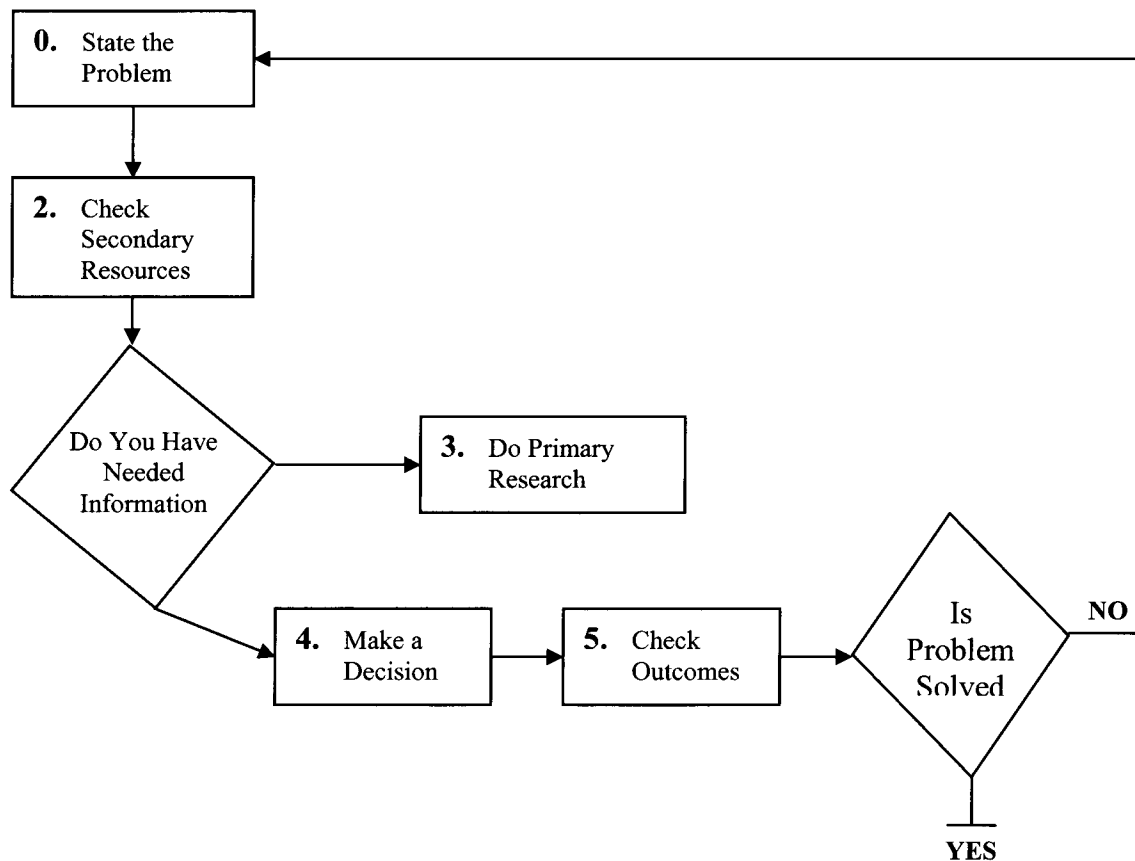 0. State the
Problem
2. Check
Secondary
Resources
Do You Have
Needed
Information
3. Do Primary
Research
4. Make a
Decision
5. Check
Outcomes
Is
Problem
Solved
NO
YES